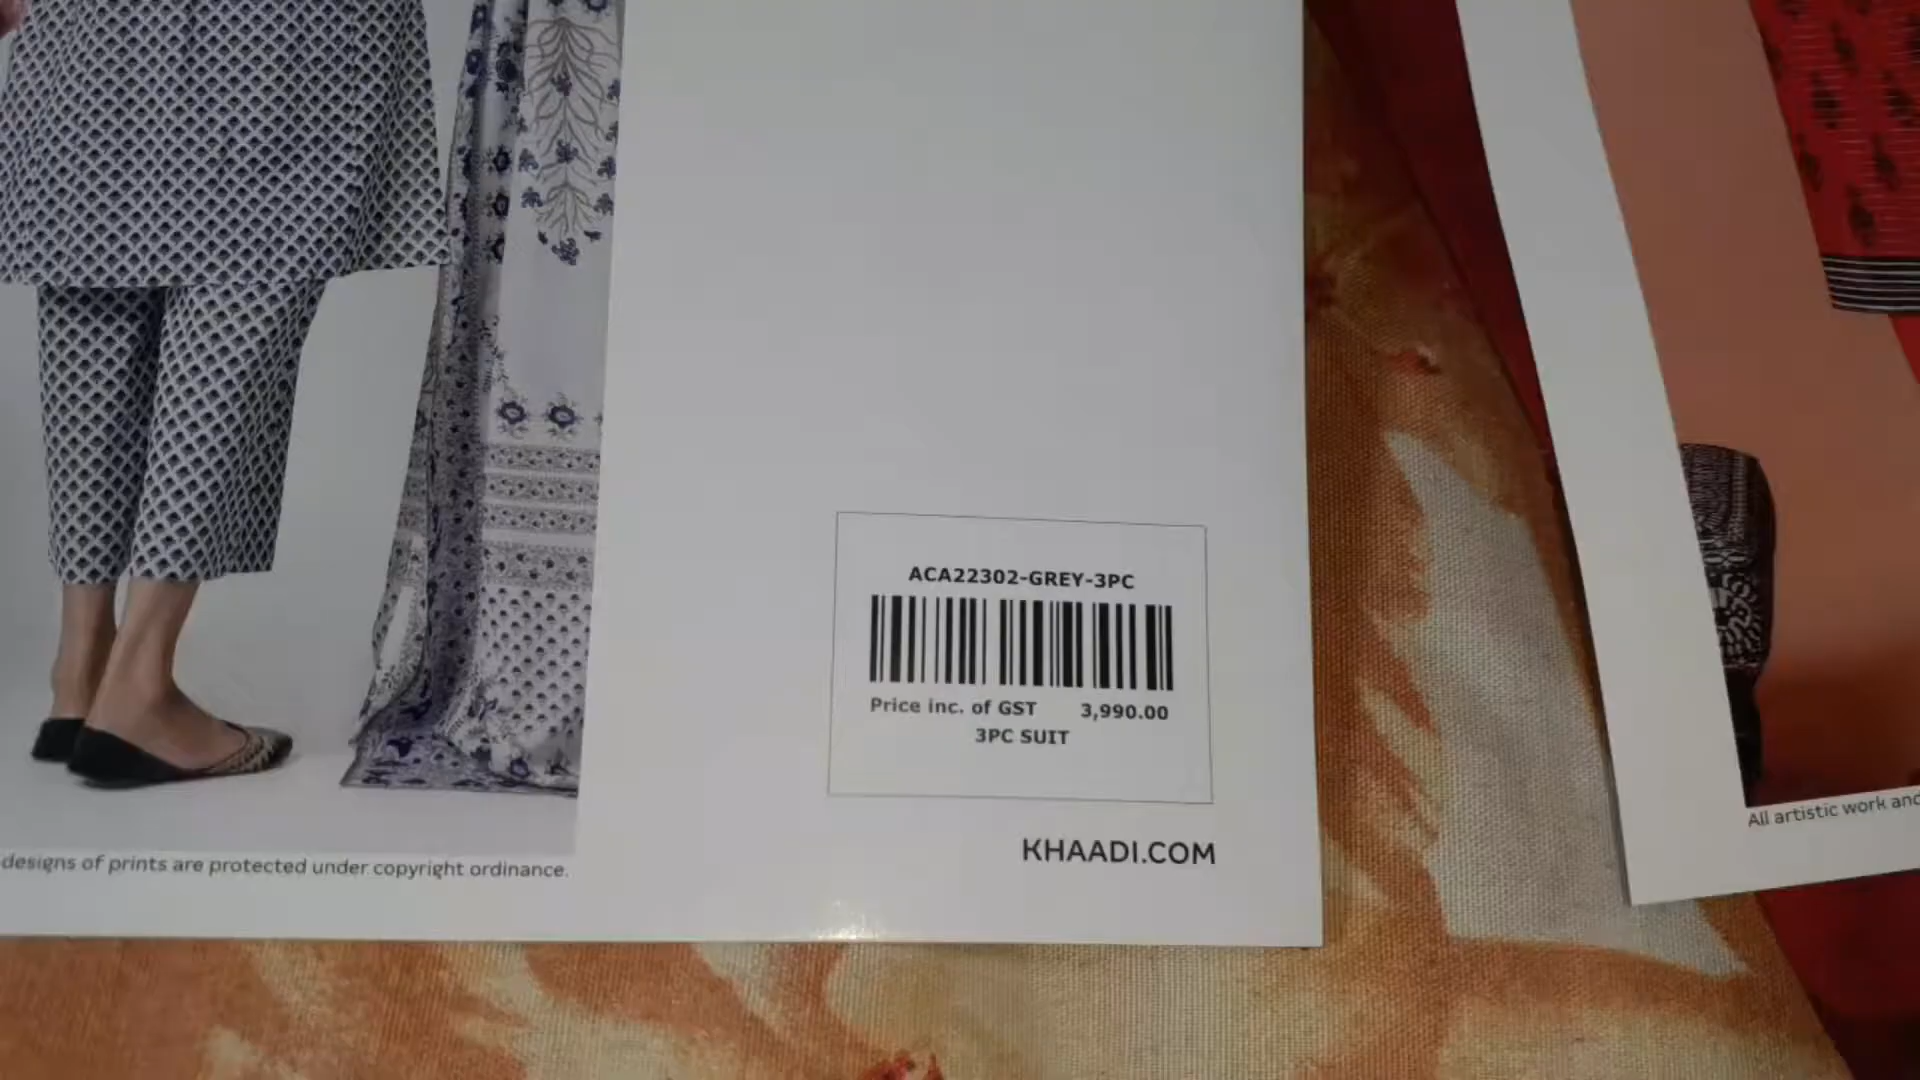 ACA22302-GREY-3PC
Price inc. of GST 3,990.00
3PC SUIT
KHAADI.COM
designs of prints are protected under copyright ordinance.
All artistic work and